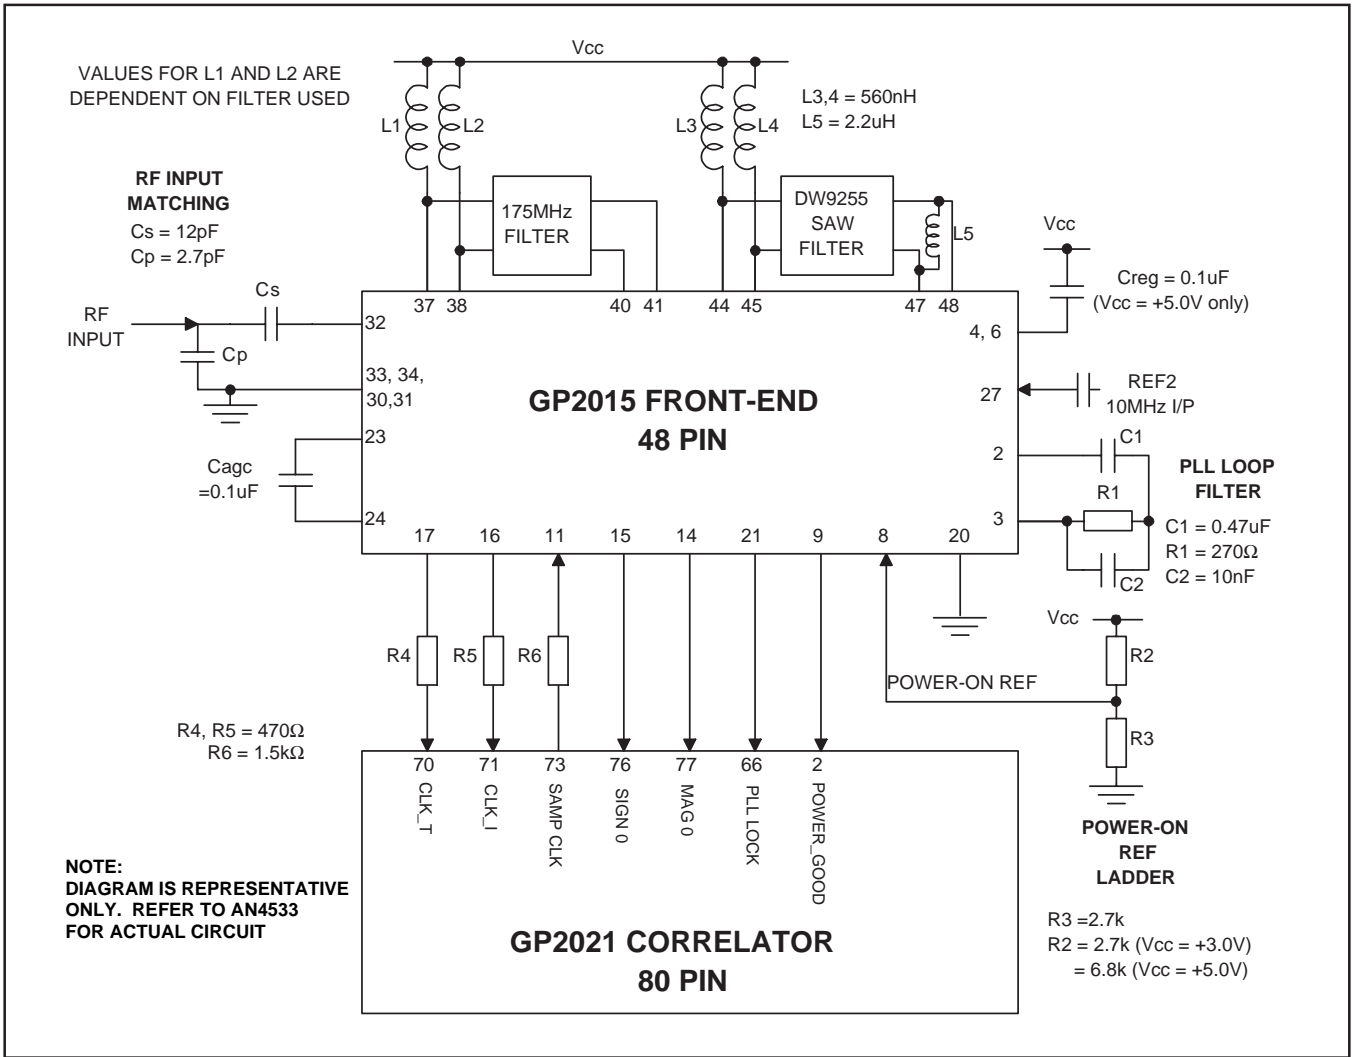 Vcc
VALUES FOR L1 AND L2 ARE
DEPENDENT ON FILTER USED
L1
L2
L3
L4
L3,4 = 560nH
L5 = 2.2uH
RF INPUT
MATCHING
Cs = 12pF
Cp = 2.7pF
175MHz
FILTER
DW9255
SAW
FILTER
L5
Vcc
Creg = 0.1uF
(Vcc = +5.0V only)
37
38
40
41
44
45
47
48
RF
INPUT
Cs
Cp
32
33, 34,
30,31
23
24
Cagc
=0.1uF
4, 6
27
REF2
10MHz I/P
GP2015 FRONT-END
48 PIN
2
3
C1
R1
C2
PLL LOOP
FILTER
C1 = 0.47uF
R1 = 270Ω
C2 = 10nF
17
16
11
15
14
21
9
8
20
R4
R5
R6
R4, R5 = 470Ω
R6 = 1.5kΩ
POWER-ON REF
Vcc
R2
R3
POWER-ON
REF
LADDER
R3 =2.7k
R2 = 2.7k (Vcc = +3.0V)
= 6.8k (Vcc = +5.0V)
70
71
73
76
77
66
2
CLK_T
CLK_I
SAMP CLK
SIGN 0
MAG 0
PLL LOCK
POWER_GOOD
NOTE:
DIAGRAM IS REPRESENTATIVE
ONLY. REFER TO AN4533
FOR ACTUAL CIRCUIT
GP2021 CORRELATOR
80 PIN